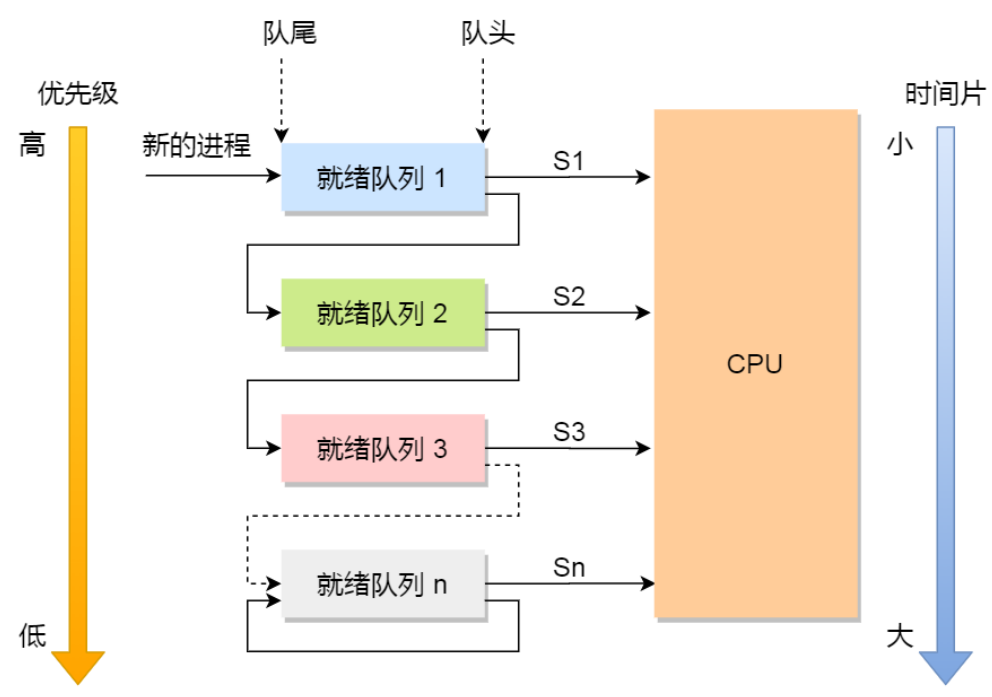 队尾
队头
优先级
时间片
高
新的进程
就绪队列 1
S1
小
就绪队列 2
S2
CPU
就绪队列 3
S3
就绪队列 n
Sn
低
大